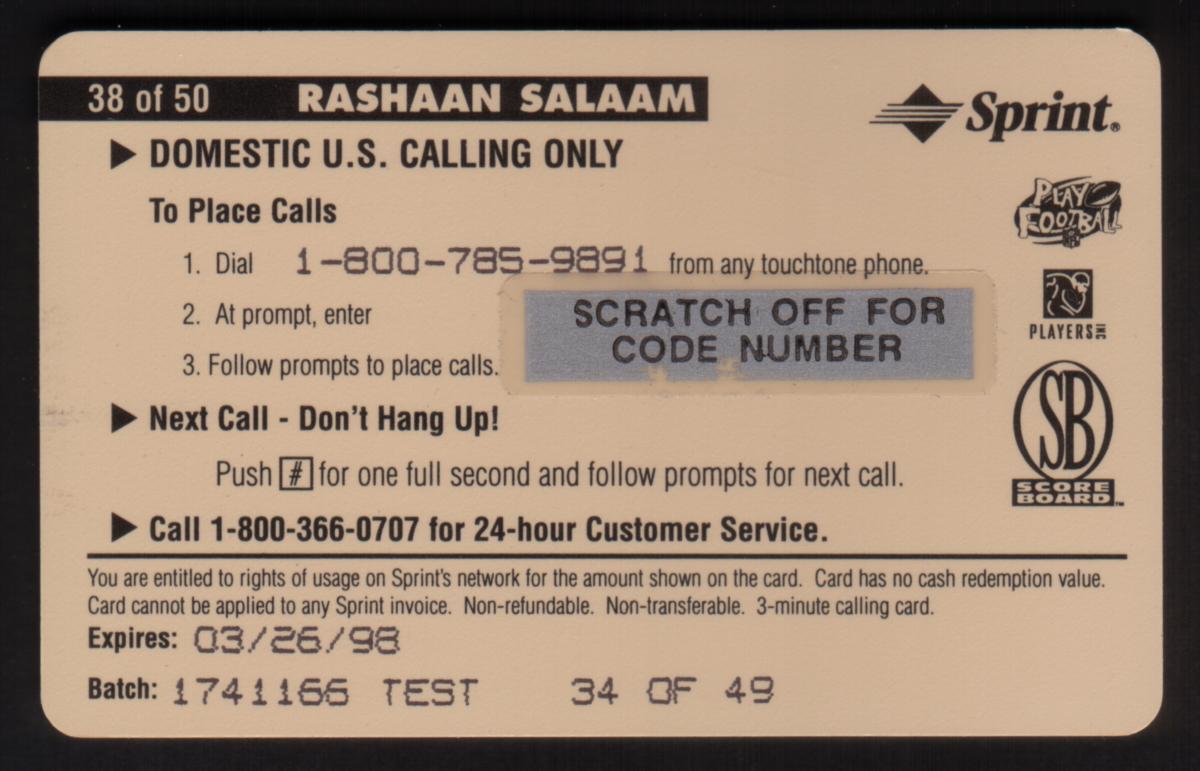 38 of 50 RASHAAN SALAAM
Sprint®
▶ DOMESTIC U.S. CALLING ONLY
PLAY FOOTBALL
NFL
To Place Calls
1. Dial 1-800-785-9891 from any touchtone phone.
2. At prompt, enter
SCRATCH OFF FOR
CODE NUMBER
PLAYERS INC
3. Follow prompts to place calls.
SB
SCORE
BOARD™
▶ Next Call - Don't Hang Up!
Push # for one full second and follow prompts for next call.
▶ Call 1-800-366-0707 for 24-hour Customer Service.
You are entitled to rights of usage on Sprint's network for the amount shown on the card. Card has no cash redemption value.
Card cannot be applied to any Sprint invoice. Non-refundable. Non-transferable. 3-minute calling card.
Expires: 03/26/98
Batch: 1741166 TEST 34 OF 49